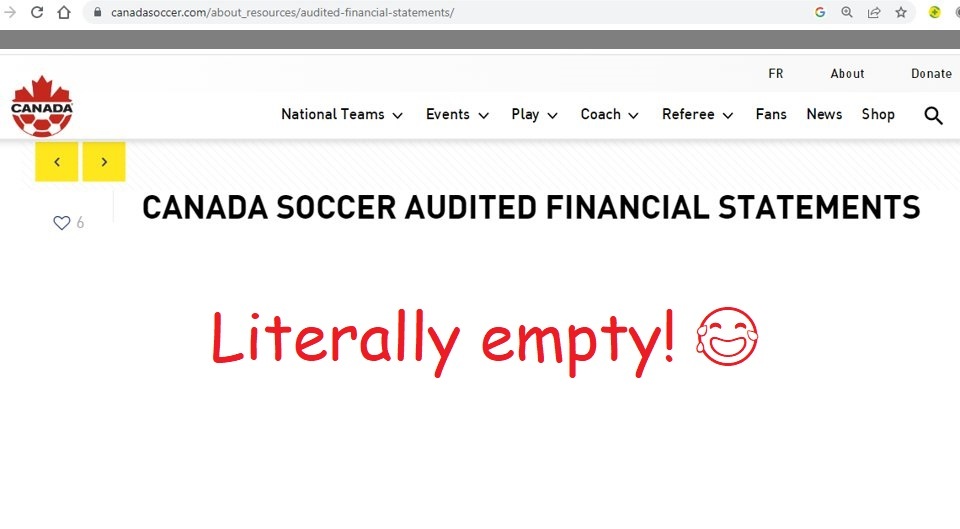 canadasoccer.com/about_resources/audited-financial-statements/
FR About Donate
CANADA
National Teams Events Play Coach Referee Fans News Shop
6
CANADA SOCCER AUDITED FINANCIAL STATEMENTS
Literally empty! 😂